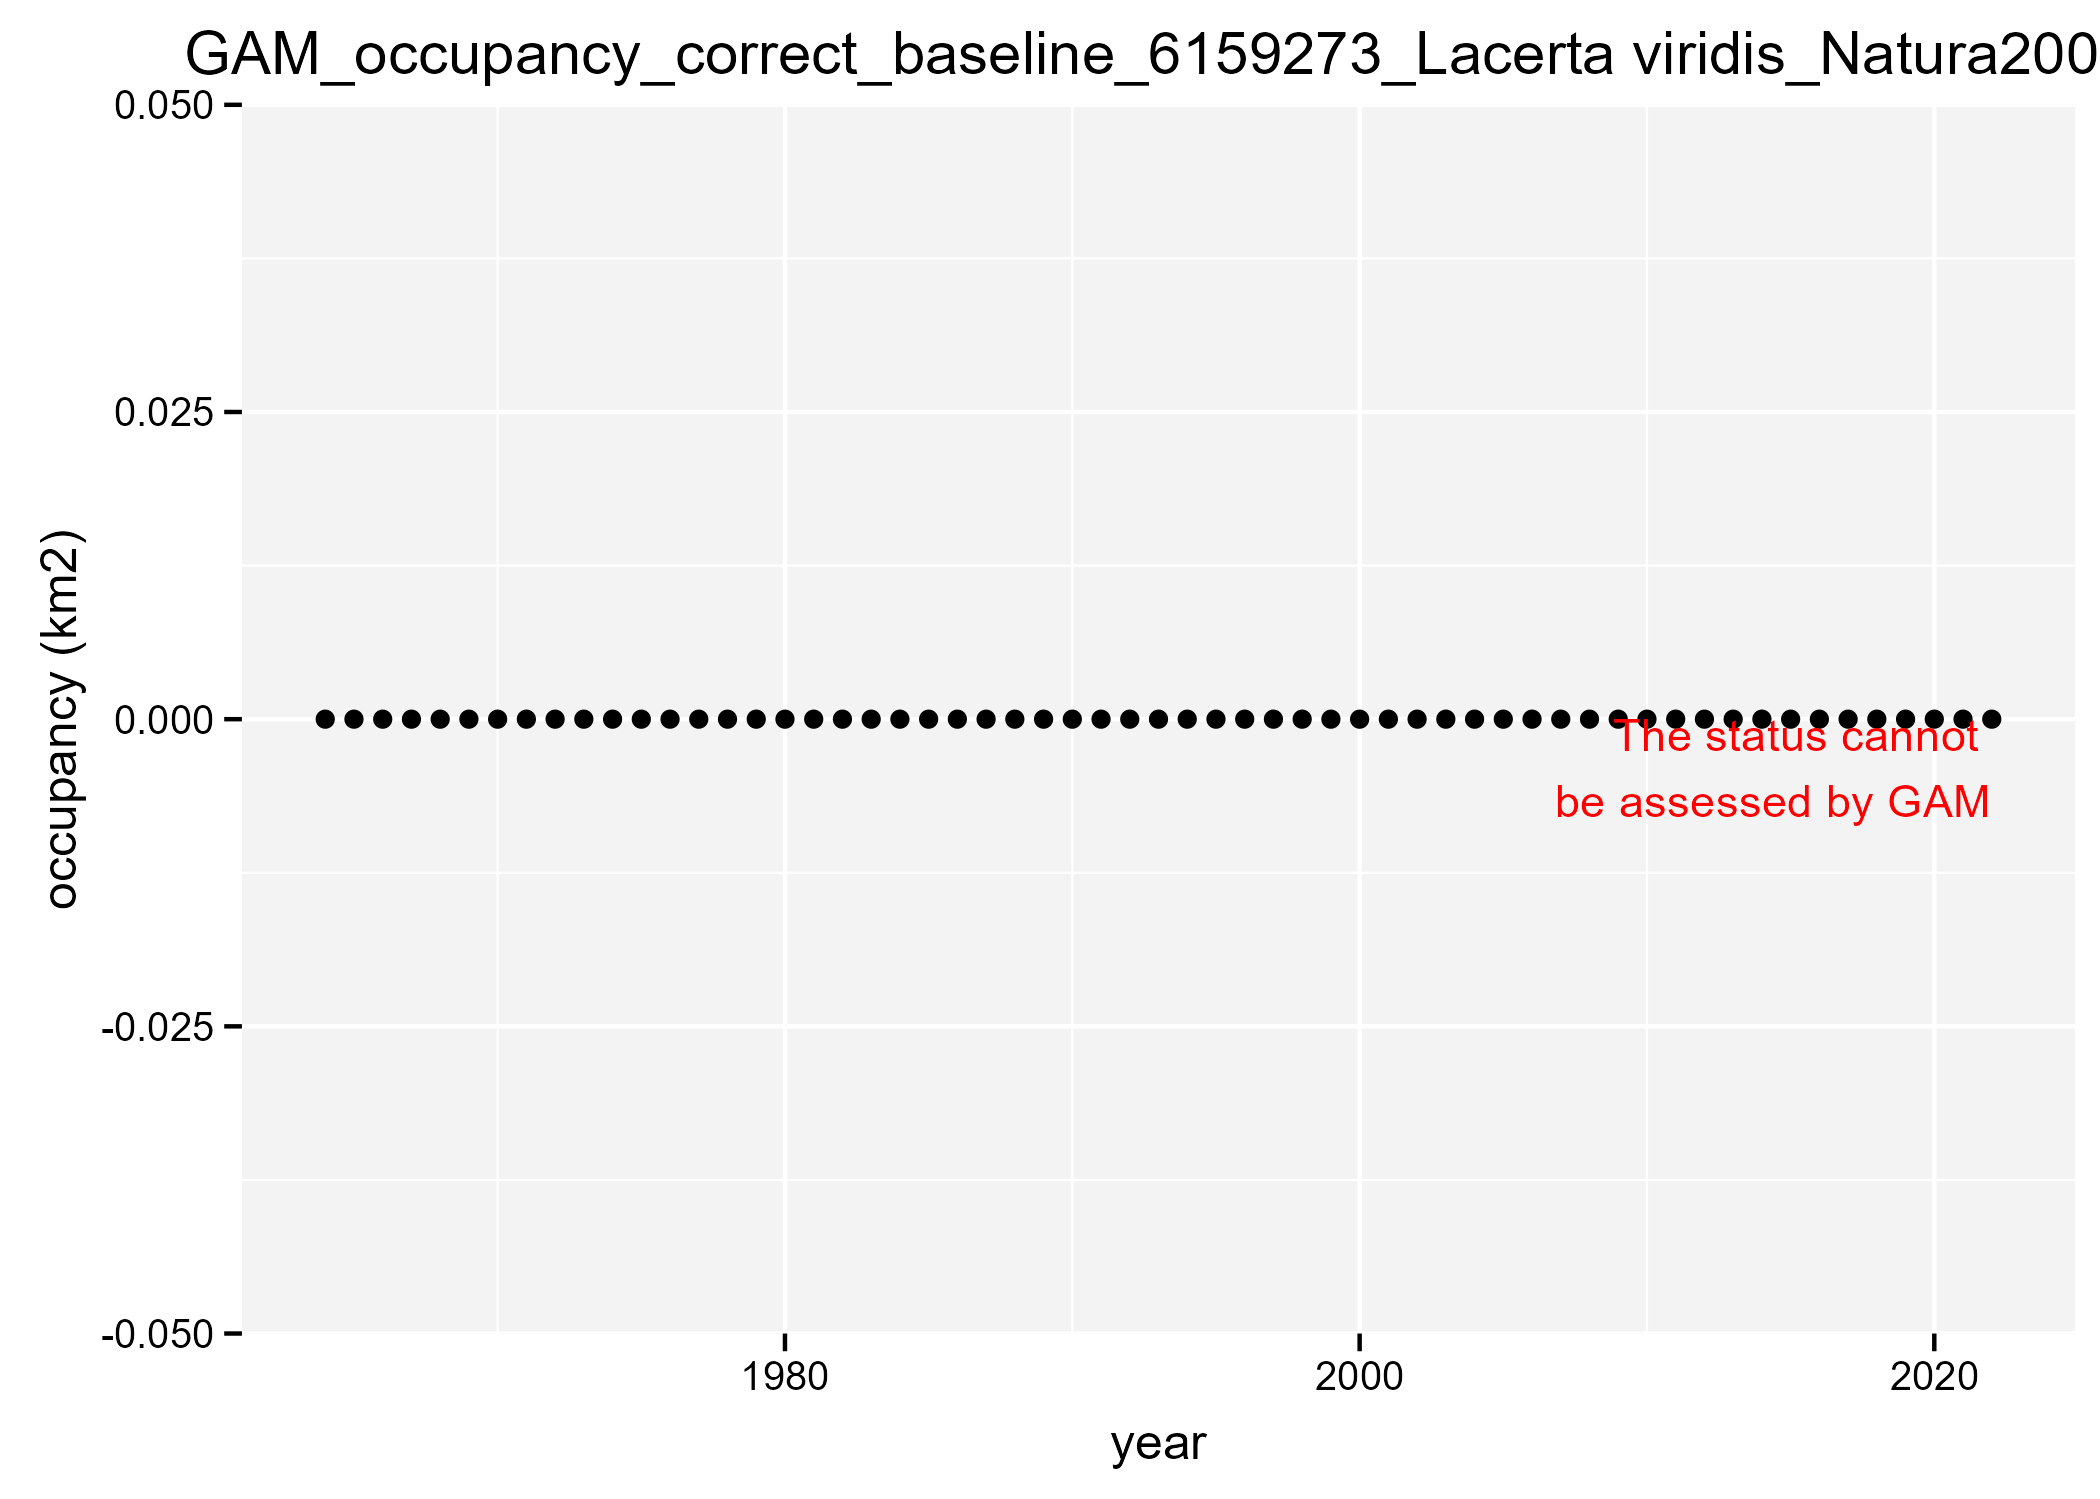 GAM_occupancy_correct_baseline_6159273_Lacerta viridis_Natura200
0.050
0.025
0.000
-0.025
-0.050
occupancy (km2)
The status cannot
be assessed by GAM
1980
2000
2020
year